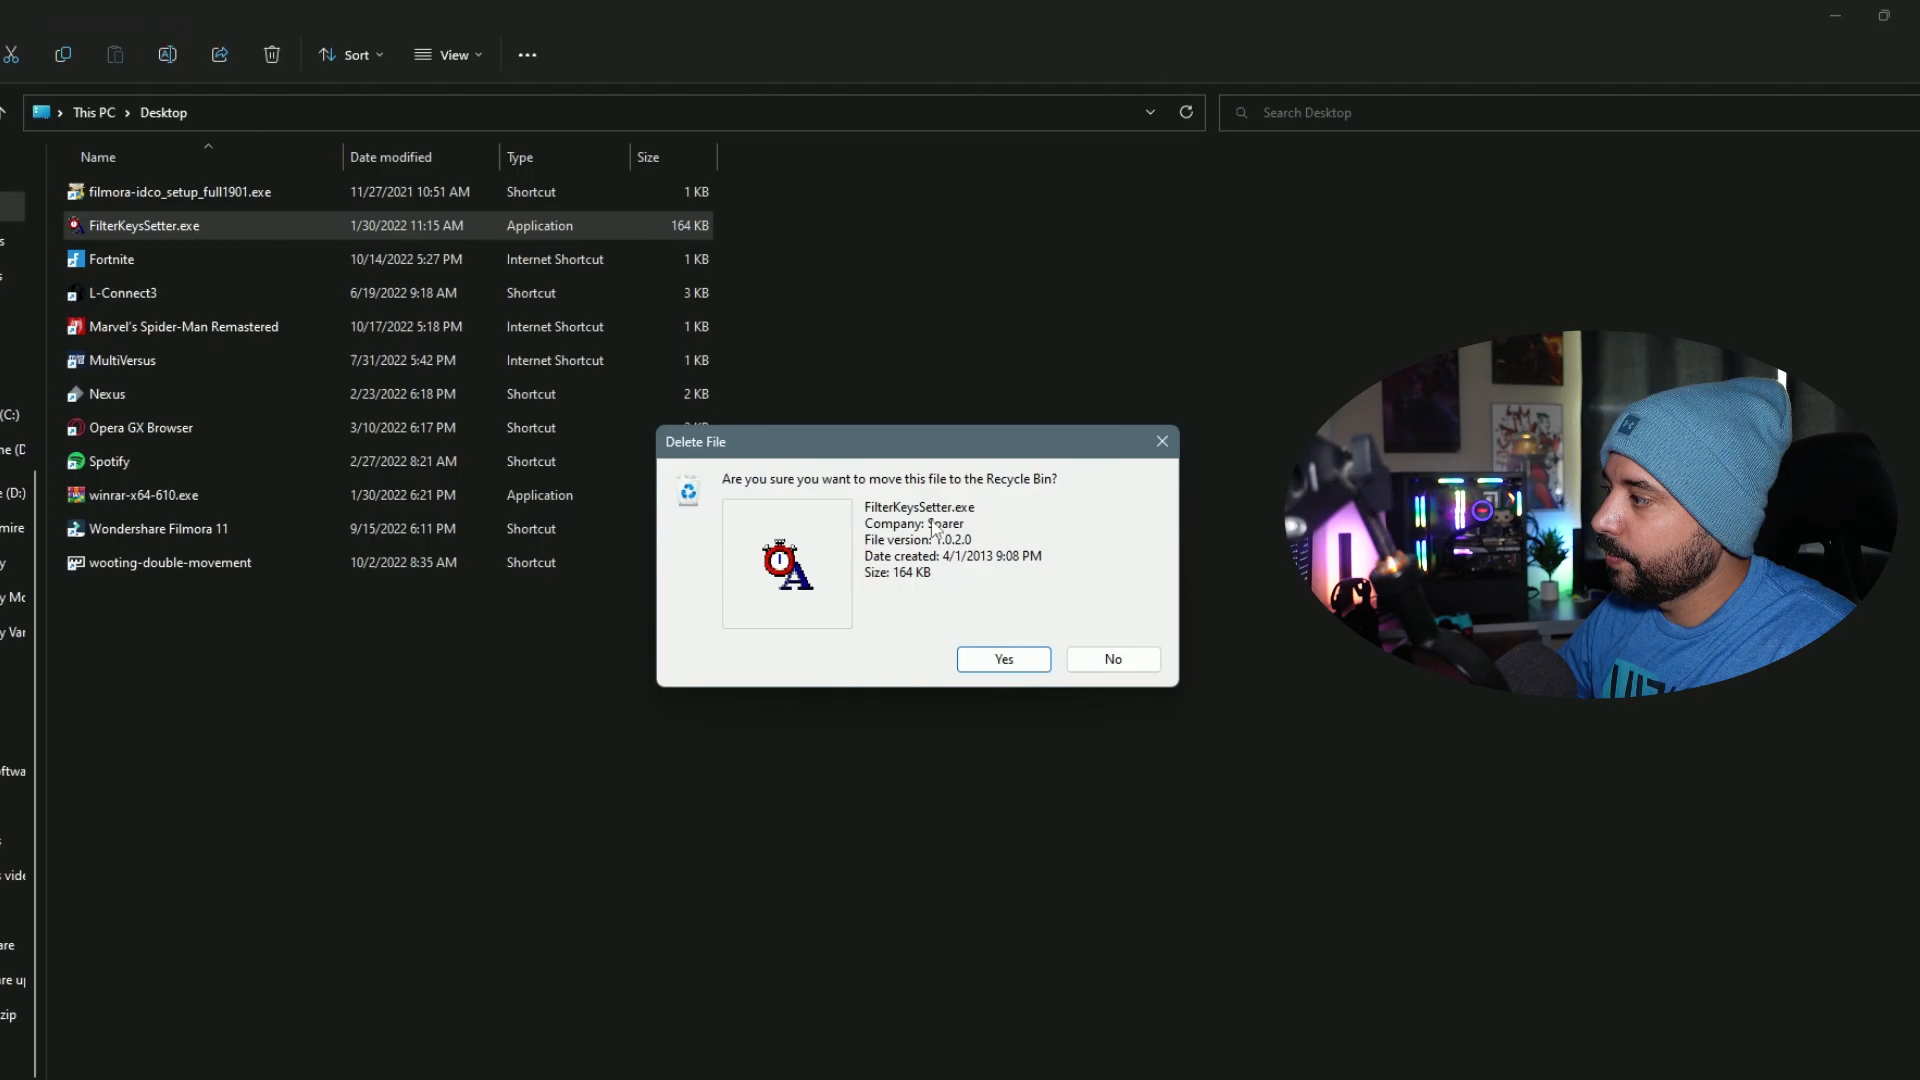 Sort
View
This PC
Desktop
Search Desktop
Name
Date modified
Type
Size
filmora-idco_setup_full1901.exe 11/27/2021 10:51 AM Shortcut 1 KB
FilterKeysSetter.exe 1/30/2022 11:15 AM Application 164 KB
Fortnite 10/14/2022 5:27 PM Internet Shortcut 1 KB
L-Connect3 6/19/2022 9:18 AM Shortcut 3 KB
Marvel's Spider-Man Remastered 10/17/2022 5:18 PM Internet Shortcut 1 KB
MultiVersus 7/31/2022 5:42 PM Internet Shortcut 1 KB
Nexus 2/23/2022 6:18 PM Shortcut 2 KB
Opera GX Browser 3/10/2022 6:17 PM Shortcut
Spotify 2/27/2022 8:21 AM Shortcut
winrar-x64-610.exe 1/30/2022 6:21 PM Application
Wondershare Filmora 11 9/15/2022 6:11 PM Shortcut
wooting-double-movement 10/2/2022 8:35 AM Shortcut
(C:)
(D:)
zip
Delete File
Are you sure you want to move this file to the Recycle Bin?
FilterKeysSetter.exe
Company:
File version: 1.0.2.0
Date created: 4/1/2013 9:08 PM
Size: 164 KB
Yes
No